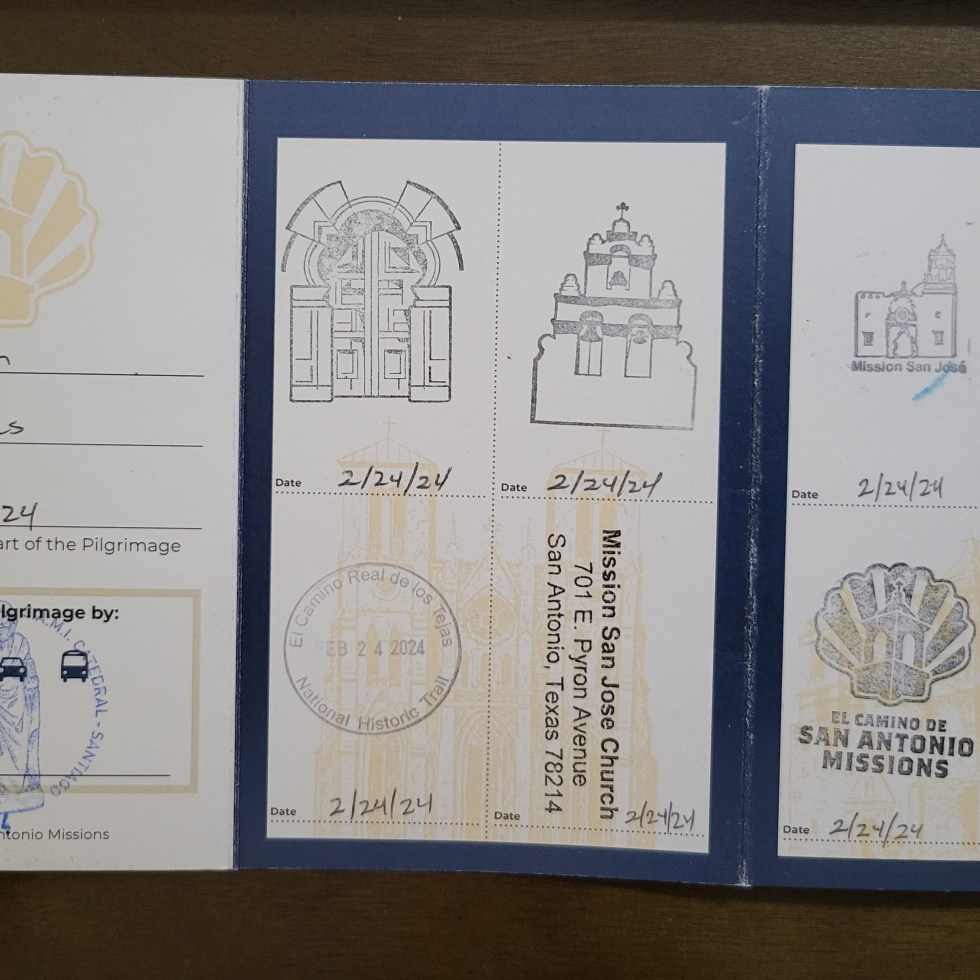 24
art of the Pilgrimage
lgrimage by:
A.M.I. CATEDRAL - SANTIAGO
ntonio Missions
Date 2/24/24
Date 2/24/24
El Camino Real de los Tejas
FEB 24 2024
National Historic Trail
Date 2/24/24
Mission San Jose Church
701 E. Pyron Avenue
San Antonio, Texas 78214
Date 2/24/24
Mission San José
Date 2/24/24
EL CAMINO DE
SAN ANTONIO
MISSIONS
Date 2/24/24